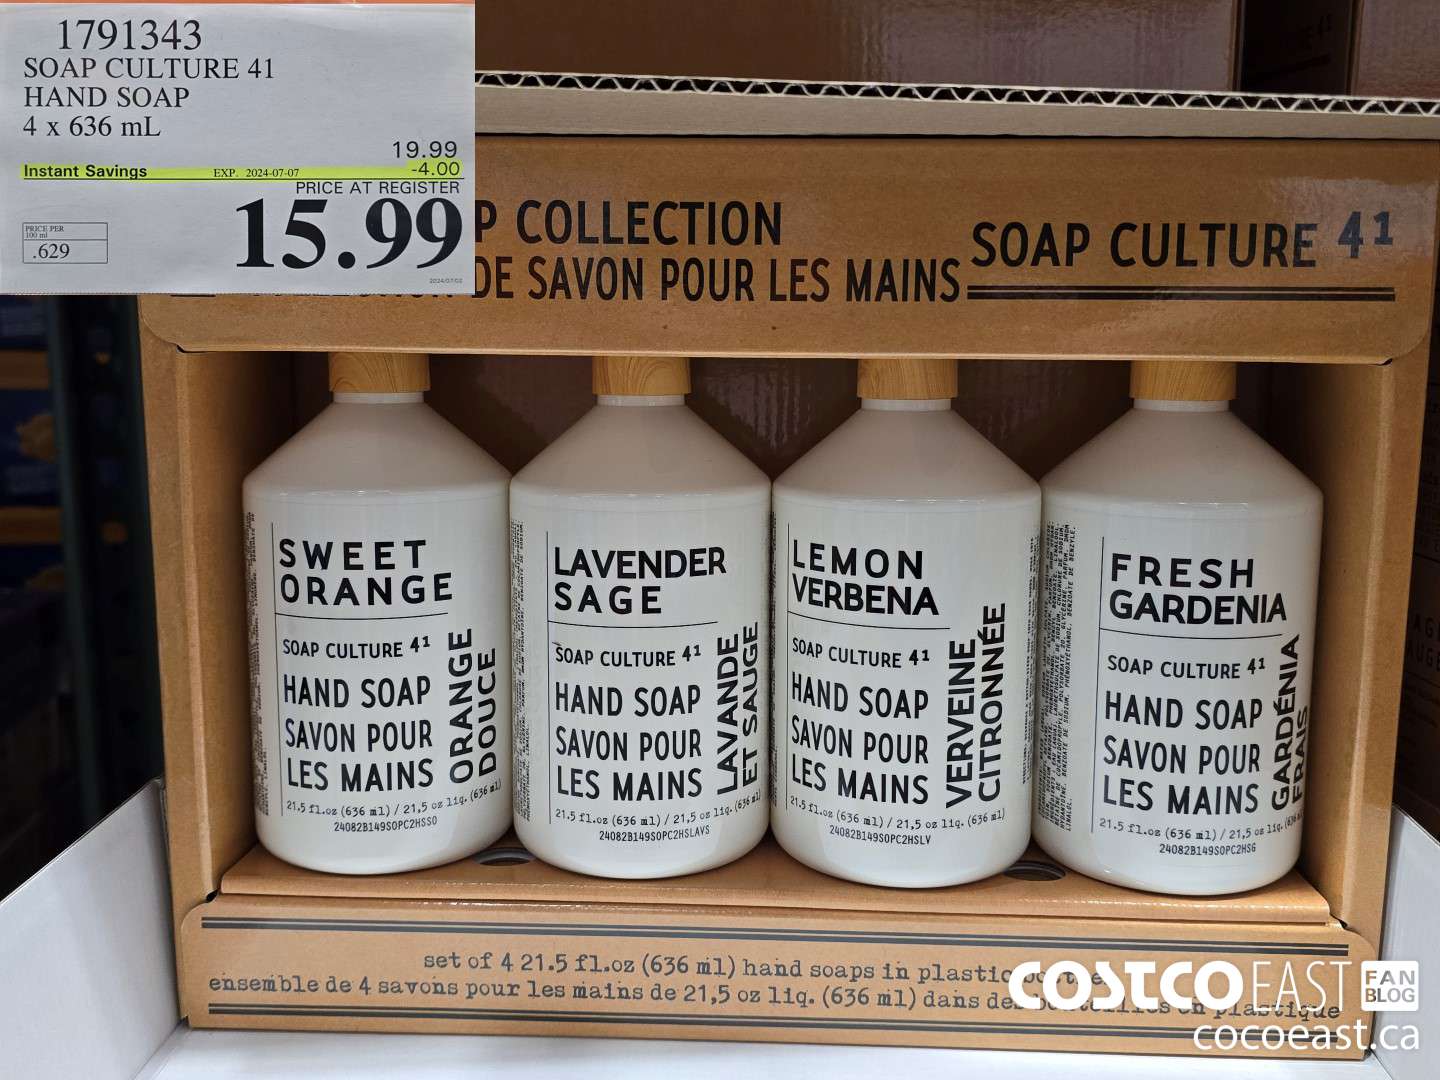 1791343
SOAP CULTURE 41
HAND SOAP
4 x 636 mL
19.99
Instant Savings EXP. 2024-07-07 -4.00
PRICE AT REGISTER
15.99
PRICE PER
100 ml
.629
2024/07/02
P COLLECTION
DE SAVON POUR LES MAINS
SOAP CULTURE 41
SWEET
ORANGE
SOAP CULTURE 41
HAND SOAP
SAVON POUR
LES MAINS
ORANGE
DOUCE
21.5 fl.oz (636 ml) / 21,5 oz liq. (636 ml)
24082B149SOPC2HSSO
LAVENDER
SAGE
SOAP CULTURE 41
HAND SOAP
SAVON POUR
LES MAINS
LAVANDE
ET SAUGE
21.5 fl.oz (636 ml) / 21,5 oz liq. (636 ml)
24082B149SOPC2HSLAVS
LEMON
VERBENA
SOAP CULTURE 41
HAND SOAP
SAVON POUR
LES MAINS
VERVEINE
CITRONNÉE
21.5 fl.oz (636 ml) / 21,5 oz liq. (636 ml)
24082B149SOPC2HSLV
FRESH
GARDENIA
SOAP CULTURE 41
HAND SOAP
SAVON POUR
LES MAINS
GARDÉNIA
FRAIS
21.5 fl.oz (636 ml) / 21,5 oz liq. (636 ml)
24082B149SOPC2HSG
set of 4 21.5 fl.oz (636 ml) hand soaps in plastic
ensemble de 4 savons pour les mains de 21,5 oz liq. (636 ml) dans des bouteilles en plastique
COSTCO EAST FAN BLOG
cocoeast.ca